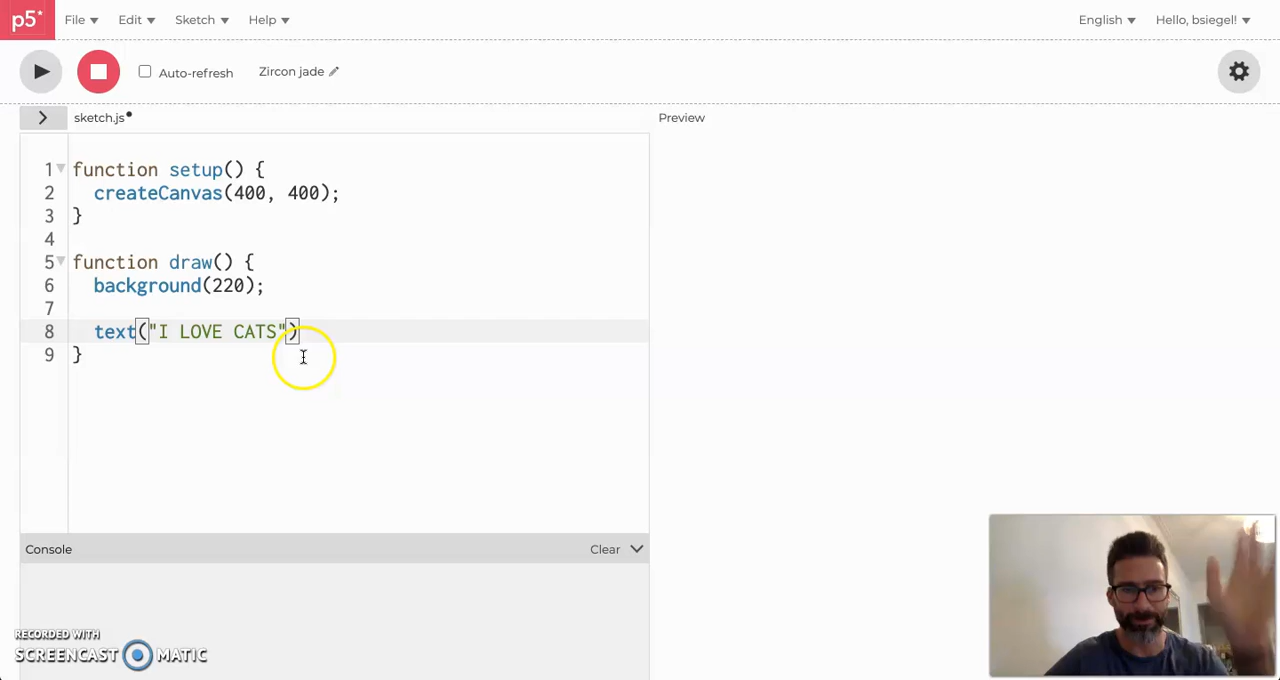 p5* File Edit Sketch Help English Hello, bsiegel!
Auto-refresh Zircon jade
sketch.js Preview
1 function setup() {
2 createCanvas(400, 400);
3 }
4
5 function draw() {
6 background(220);
7
8 text("I LOVE CATS")
9 }
Console Clear
RECORDED WITH
SCREENCAST MATIC